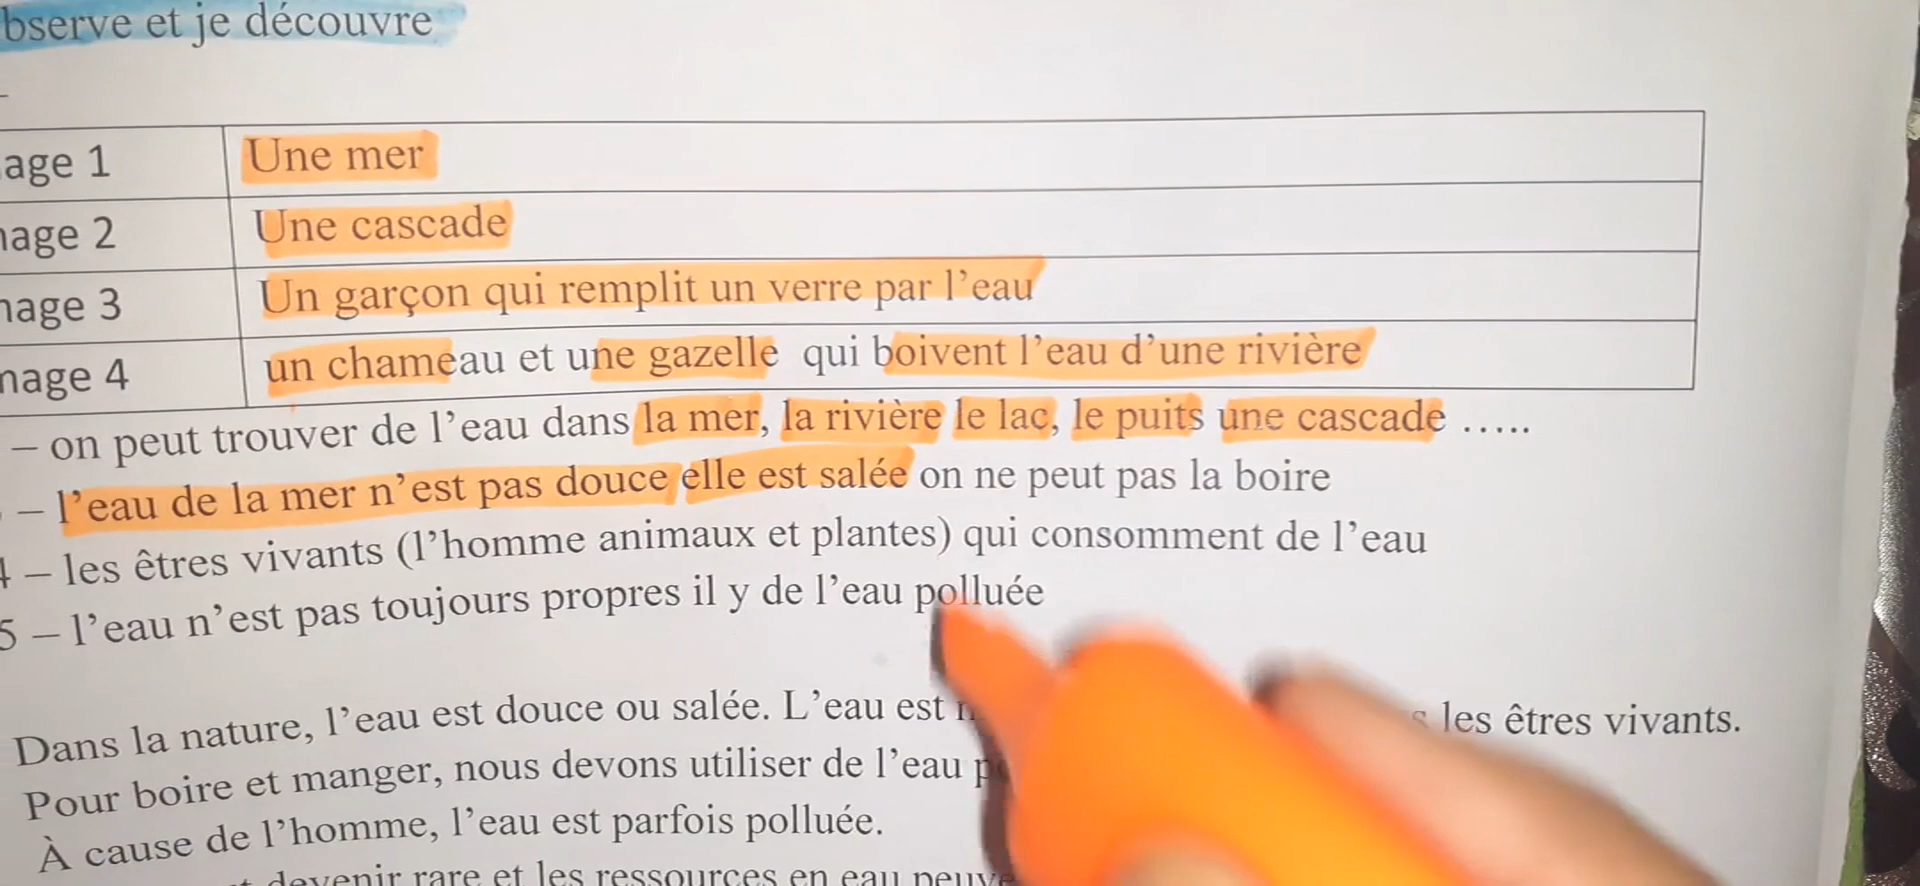 bserve et je découvre
age 1 Une mer
age 2 Une cascade
age 3 Un garçon qui remplit un verre par l’eau
age 4 un chameau et une gazelle qui boivent l’eau d’une rivière
– on peut trouver de l’eau dans la mer, la rivière le lac, le puits une cascade …..
– l’eau de la mer n’est pas douce elle est salée on ne peut pas la boire
4 – les êtres vivants (l’homme animaux et plantes) qui consomment de l’eau
5 – l’eau n’est pas toujours propres il y de l’eau polluée
Dans la nature, l’eau est douce ou salée. L’eau est les êtres vivants.
Pour boire et manger, nous devons utiliser de l’eau
À cause de l’homme, l’eau est parfois polluée.
devenir rare et les ressources en eau